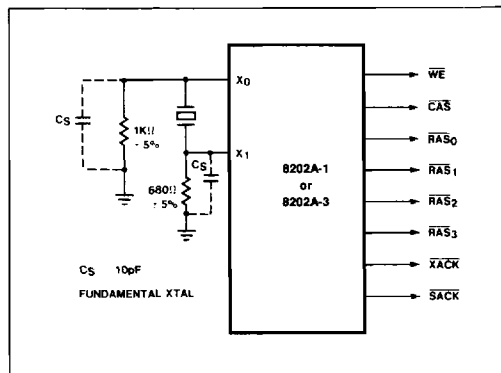 X0
X1
CS
1KΩ
±5%
CS
680Ω
±5%
CS 10pF
FUNDAMENTAL XTAL
8202A-1
or
8202A-3
WE
CAS
RAS0
RAS1
RAS2
RAS3
XACK
SACK